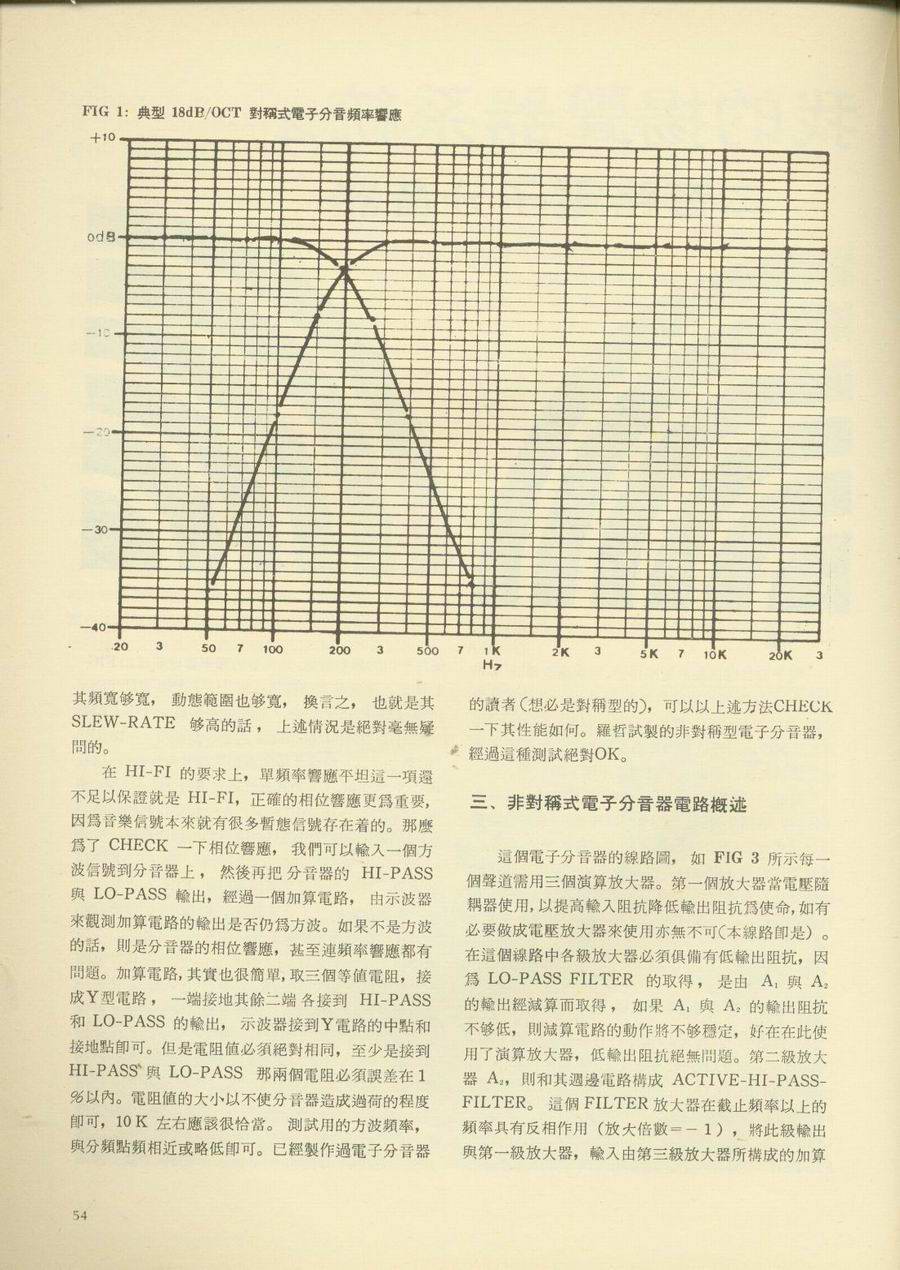 FIG 1: 典型 18dB/OCT 對稱式電子分音頻率響應
+10
0dB
-10
-20
-30
-40
20 3 50 7 100 200 3 500 7 1K 2K 3 5K 7 10K 20K 3
Hz
其頻寬够寬， 動態範圍也够寬， 換言之， 也就是其
SLEW-RATE 够高的話， 上述情況是絕對毫無疑
問的。
在 HI-FI 的要求上，單頻率響應平坦這一項還
不足以保證就是 HI-FI，正確的相位響應更爲重要，
因爲音樂信號本來就有很多暫態信號存在着的。那麼
爲了 CHECK 一下相位響應， 我們可以輸入一個方
波信號到分音器上， 然後再把分音器的 HI-PASS
與 LO-PASS 輸出，經過一個加算電路， 由示波器
來觀測加算電路的輸出是否仍爲方波。如果不是方波
的話，則是分音器的相位響應，甚至連頻率響應都有
問題。加算電路，其實也很簡單，取三個等値電阻，接
成Y型電路， 一端接地其餘二端各接到 HI-PASS
和 LO-PASS 的輸出， 示波器接到Y電路的中點和
接地點卽可。但是電阻値必須絕對相同，至少是接到
HI-PASS 與 LO-PASS 那兩個電阻必須誤差在1
%以內。電阻値的大小以不使分音器造成過荷的程度
卽可，10K 左右應該很恰當。 測試用的方波頻率，
與分頻點頻相近或略低卽可。已經製作過電子分音器
的讀者（想必是對稱型的），可以以上述方法CHECK
一下其性能如何。羅哲試製的非對稱型電子分音器，
經過這種測試絕對OK。
三、非對稱式電子分音器電路槪述
這個電子分音器的線路圖， 如 FIG 3 所示每一
個聲道需用三個演算放大器。第一個放大器當電壓隨
耦器使用，以提高輸入阻抗降低輸出阻抗爲使命，如有
必要做成電壓放大器來使用亦無不可（本線路卽是）。
在這個線路中各級放大器必須俱備有低輸出阻抗，因
爲 LO-PASS FILTER 的取得， 是由 A₁ 與 A₂
的輸出經減算而取得， 如果 A₁ 與 A₂ 的輸出阻抗
不够低，則減算電路的動作將不够穩定，好在在此使
用了演算放大器，低輸出阻抗絕無問題。第二級放大
器 A₂，則和其週邊電路構成 ACTIVE-HI-PASS-
FILTER。 這個 FILTER 放大器在截止頻率以上的
頻率具有反相作用（放大倍數＝－1），將此級輸出
與第一級放大器，輸入由第三級放大器所構成的加算
54